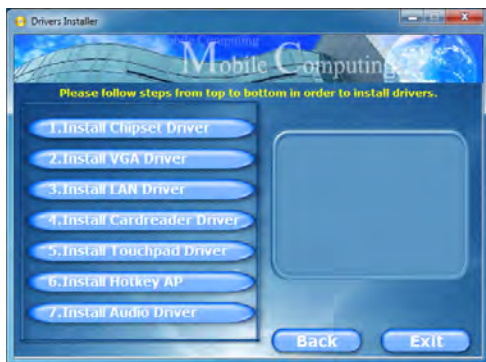 Drivers Installer
Mobile Computing
Mobile Computing
Please follow steps from top to bottom in order to install drivers.
1.Install Chipset Driver
2.Install VGA Driver
3.Install LAN Driver
4.Install Cardreader Driver
5.Install Touchpad Driver
6.Install Hotkey AP
7.Install Audio Driver
Back
Exit